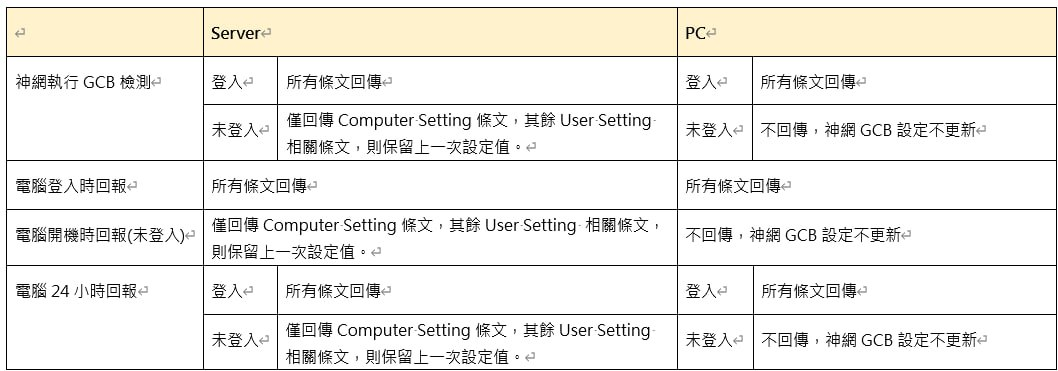 Server PC
神網執行 GCB 檢測 登入 所有條文回傳 登入 所有條文回傳
未登入 僅回傳 Computer Setting 條文，其餘 User Setting
相關條文，則保留上一次設定值。 未登入 不回傳，神網 GCB 設定不更新
電腦登入時回報 所有條文回傳 所有條文回傳
電腦開機時回報(未登入) 僅回傳 Computer Setting 條文，其餘 User Setting 相關條文，
則保留上一次設定值。 不回傳，神網 GCB 設定不更新
電腦 24 小時回報 登入 所有條文回傳 登入 所有條文回傳
未登入 僅回傳 Computer Setting 條文，其餘 User Setting
相關條文，則保留上一次設定值。 未登入 不回傳，神網 GCB 設定不更新